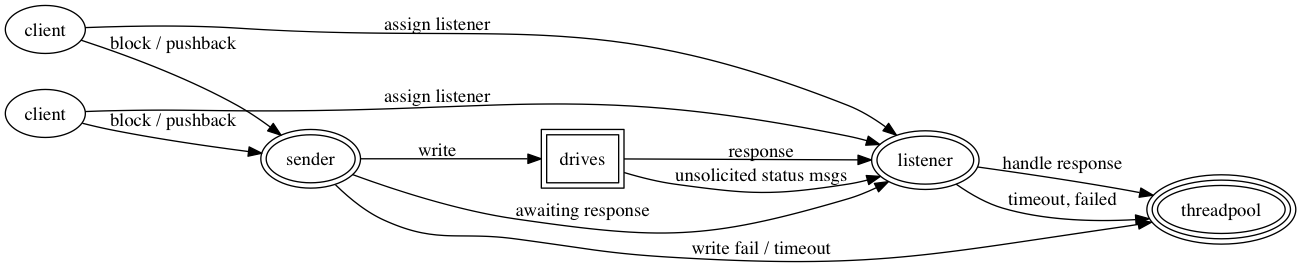 client
assign listener
block / pushback
client
assign listener
block / pushback
sender
write
drives
response
unsolicited status msgs
listener
handle response
timeout, failed
threadpool
awaiting response
write fail / timeout